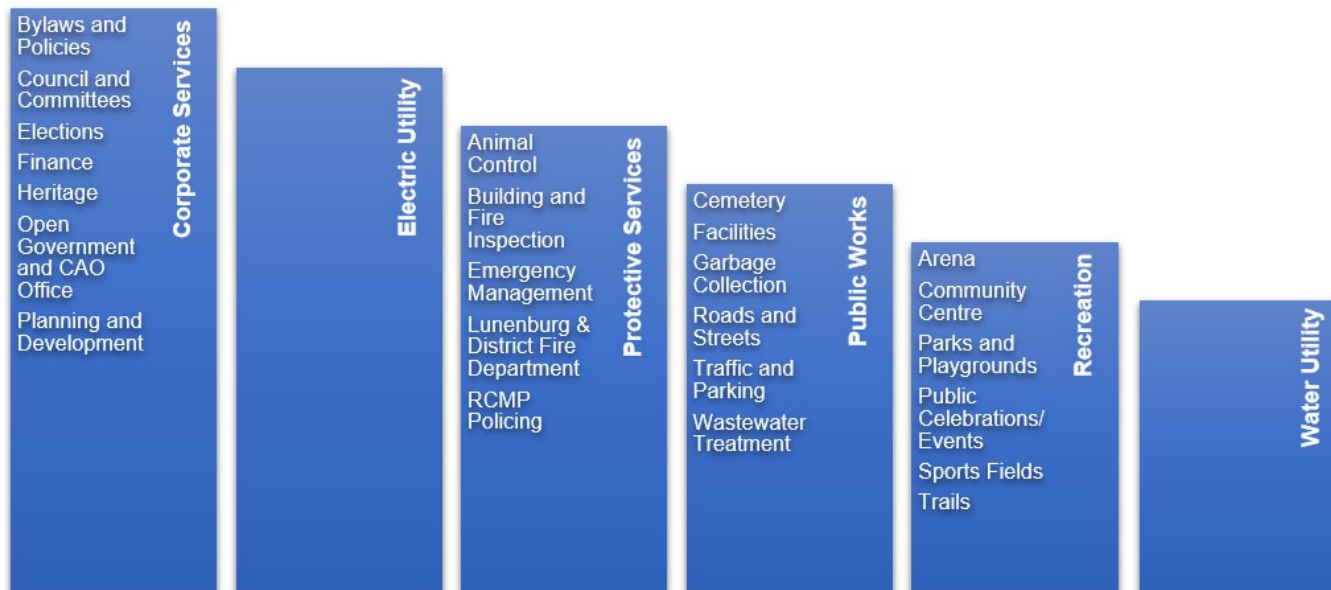 Corporate Services
Bylaws and
Policies
Council and
Committees
Elections
Finance
Heritage
Open
Government
and CAO
Office
Planning and
Development
Electric Utility
Protective Services
Animal
Control
Building and
Fire
Inspection
Emergency
Management
Lunenburg &
District Fire
Department
RCMP
Policing
Public Works
Cemetery
Facilities
Garbage
Collection
Roads and
Streets
Traffic and
Parking
Wastewater
Treatment
Recreation
Arena
Community
Centre
Parks and
Playgrounds
Public
Celebrations/
Events
Sports Fields
Trails
Water Utility